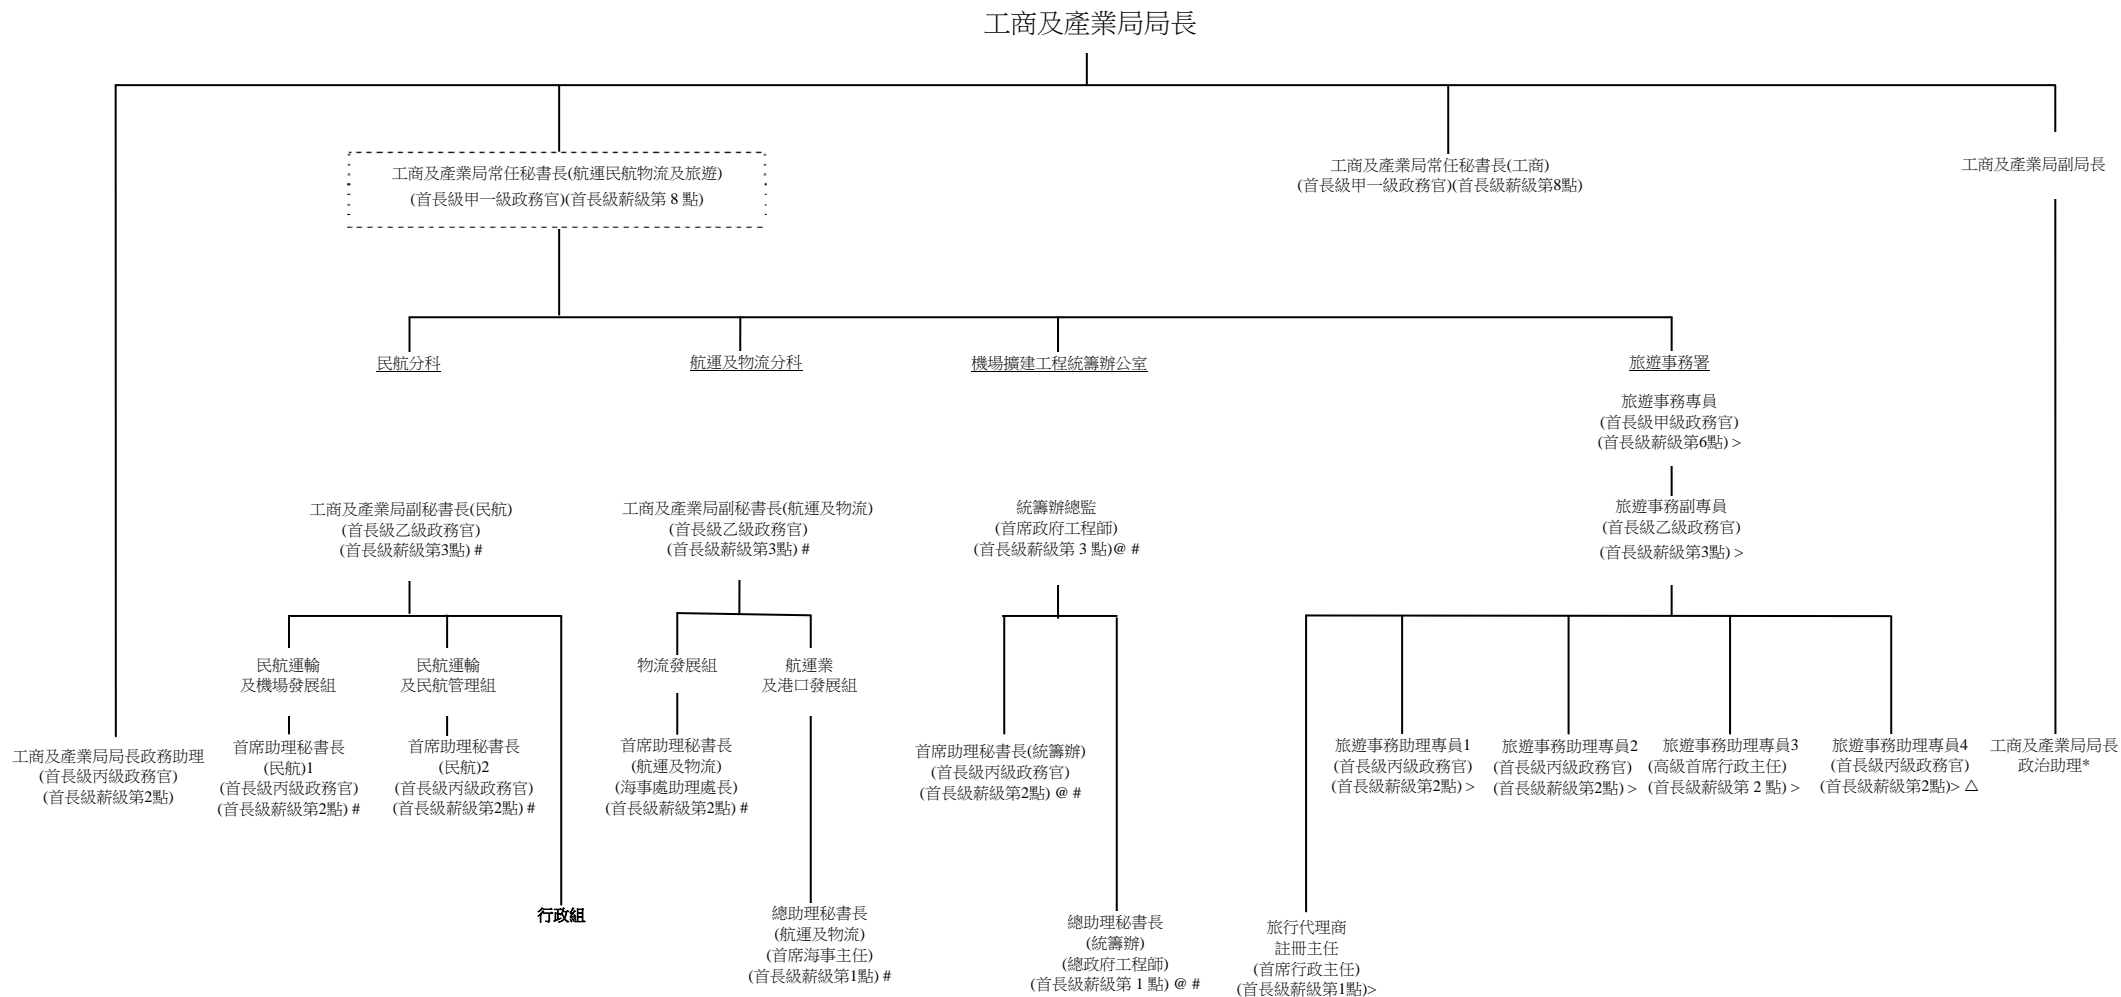 工商及產業局局長
工商及產業局常任秘書長(航運民航物流及旅遊)
(首長級甲一級政務官)(首長級薪級第 8 點)
工商及產業局常任秘書長(工商)
(首長級甲一級政務官)(首長級薪級第8點)
工商及產業局副局長
民航分科
航運及物流分科
機場擴建工程統籌辦公室
旅遊事務署
旅遊事務專員
(首長級甲級政務官)
(首長級薪級第6點) >
工商及產業局副秘書長(民航)
(首長級乙級政務官)
(首長級薪級第3點) #
工商及產業局副秘書長(航運及物流)
(首長級乙級政務官)
(首長級薪級第3點) #
統籌辦總監
(首席政府工程師)
(首長級薪級第 3 點)@ #
旅遊事務副專員
(首長級乙級政務官)
(首長級薪級第3點) >
民航運輸
及機場發展組
民航運輸
及民航管理組
物流發展組
航運業
及港口發展組
工商及產業局局長政務助理
(首長級丙級政務官)
(首長級薪級第2點)
首席助理秘書長
(民航)1
(首長級丙級政務官)
(首長級薪級第2點) #
首席助理秘書長
(民航)2
(首長級丙級政務官)
(首長級薪級第2點) #
首席助理秘書長
(航運及物流)
(海事處助理處長)
(首長級薪級第2點) #
首席助理秘書長(統籌辦)
(首長級丙級政務官)
(首長級薪級第2點) @ #
旅遊事務助理專員1
(首長級丙級政務官)
(首長級薪級第2點) >
旅遊事務助理專員2
(首長級丙級政務官)
(首長級薪級第2點) >
旅遊事務助理專員3
(高級首席行政主任)
(首長級薪級第 2 點) >
旅遊事務助理專員4
(首長級丙級政務官)
(首長級薪級第2點)> △
工商及產業局局長
政治助理*
行政組
總助理秘書長
(航運及物流)
(首席海事主任)
(首長級薪級第1點) #
總助理秘書長
(統籌辦)
(總政府工程師)
(首長級薪級第 1 點) @ #
旅行代理商
註冊主任
(首席行政主任)
(首長級薪級第1點)>